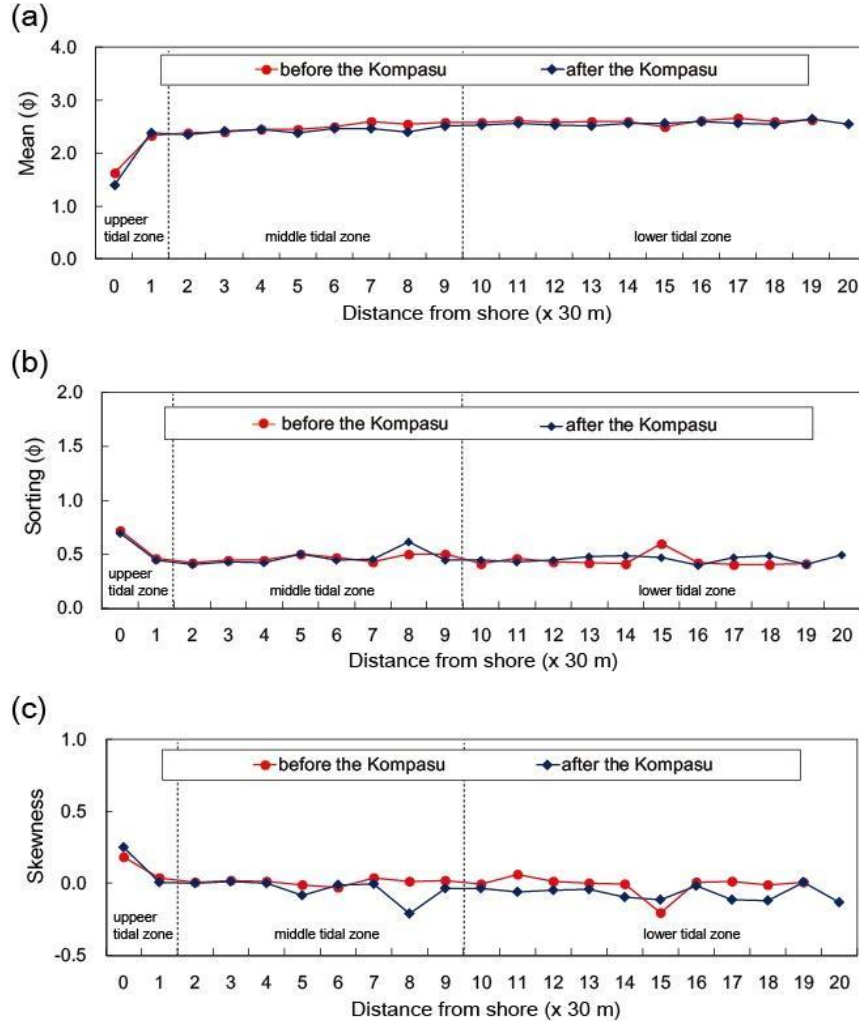 (a)
4.0
before the Kompasu after the Kompasu
3.0
Mean (ϕ)
2.0
1.0
uppeer
tidal zone middle tidal zone lower tidal zone
0.0
0 1 2 3 4 5 6 7 8 9 10 11 12 13 14 15 16 17 18 19 20
Distance from shore (x 30 m)
(b)
2.0
before the Kompasu after the Kompasu
1.5
Sorting (ϕ)
1.0
0.5
uppeer
tidal zone middle tidal zone lower tidal zone
0.0
0 1 2 3 4 5 6 7 8 9 10 11 12 13 14 15 16 17 18 19 20
Distance from shore (x 30 m)
(c)
1.0
before the Kompasu after the Kompasu
0.5
Skewness
0.0
uppeer
tidal zone middle tidal zone lower tidal zone
-0.5
0 1 2 3 4 5 6 7 8 9 10 11 12 13 14 15 16 17 18 19 20
Distance from shore (x 30 m)